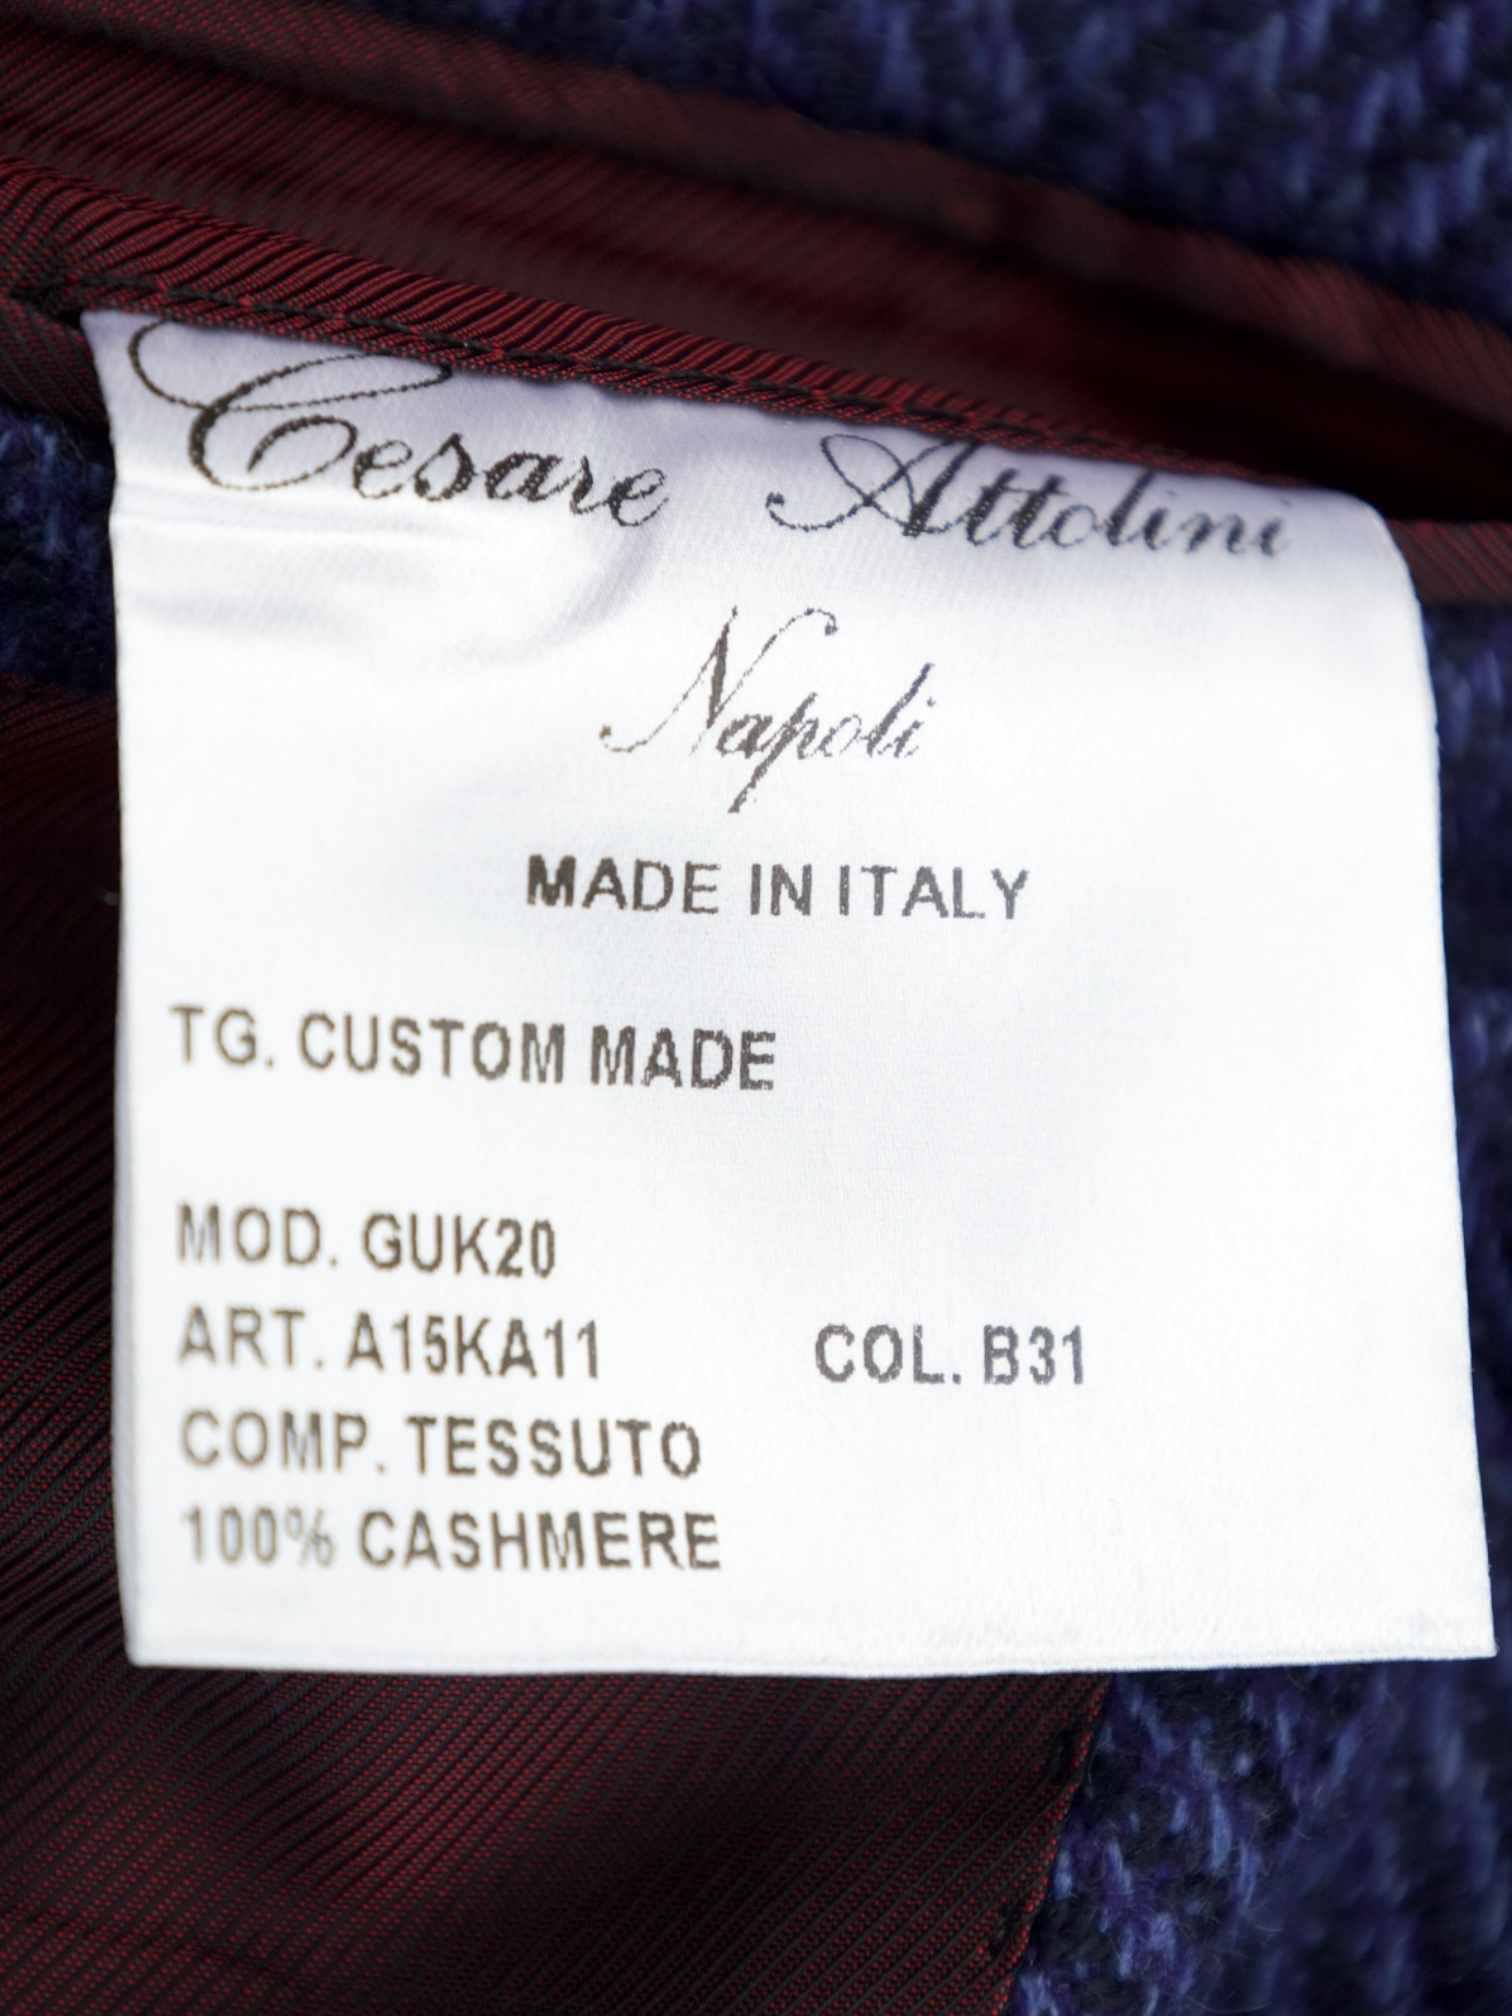 Cesare Attolini
Napoli
MADE IN ITALY
TG. CUSTOM MADE
MOD. GUK20
ART. A15KA11 COL. B31
COMP. TESSUTO
100% CASHMERE